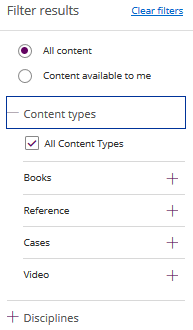 Filter results Clear filters
All content
Content available to me
Content types
All Content Types
Books
Reference
Cases
Video
Disciplines